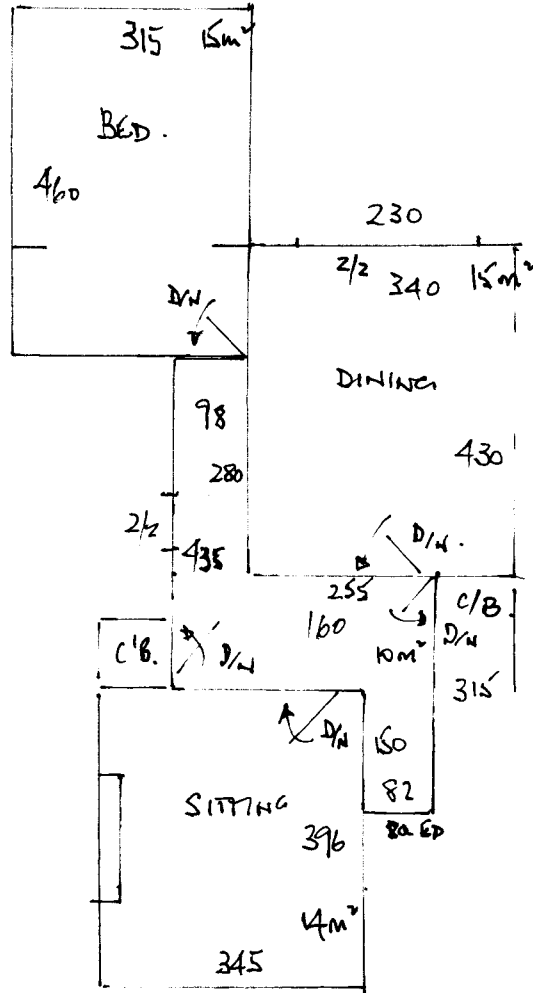 315 15m²
BED.
460
230
2/2 340 15m²
D/N
DINING
98
430
280
2/2
D/N.
435
255
C/B.
160
D/N
C'B.
D/N
10m²
315
D/N
150
82
SITTING
396
14m²
345